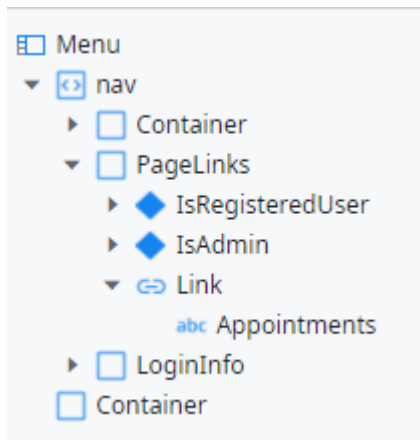 Menu
nav
Container
PageLinks
IsRegisteredUser
IsAdmin
Link
abc Appointments
LoginInfo
Container